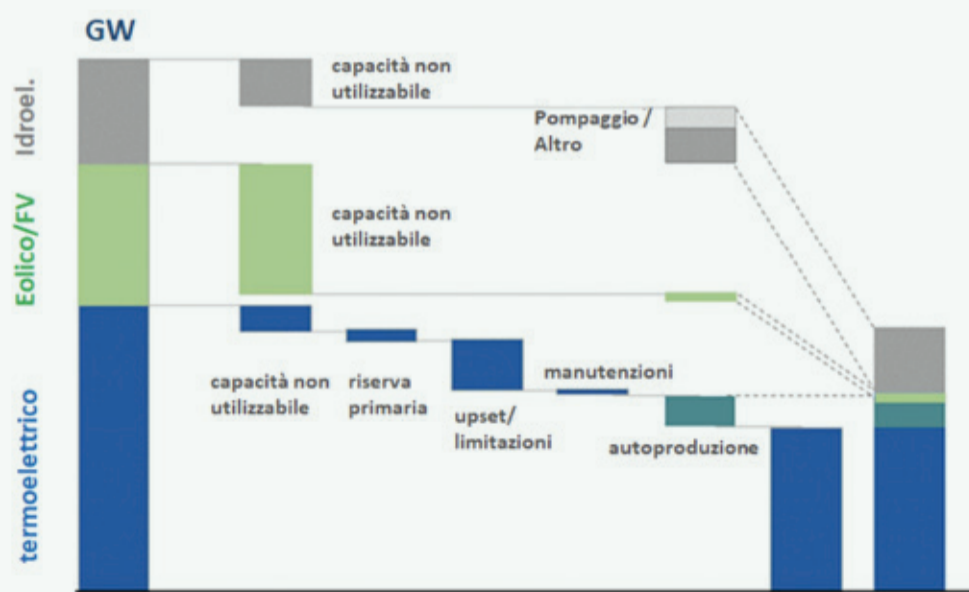 GW
Idroel.
Eolico/FV
termoelettrico
capacità non
utilizzabile
Pompaggio /
Altro
capacità non
utilizzabile
capacità non
utilizzabile
riserva
primaria
upset/
limitazioni
manutenzioni
autoproduzione